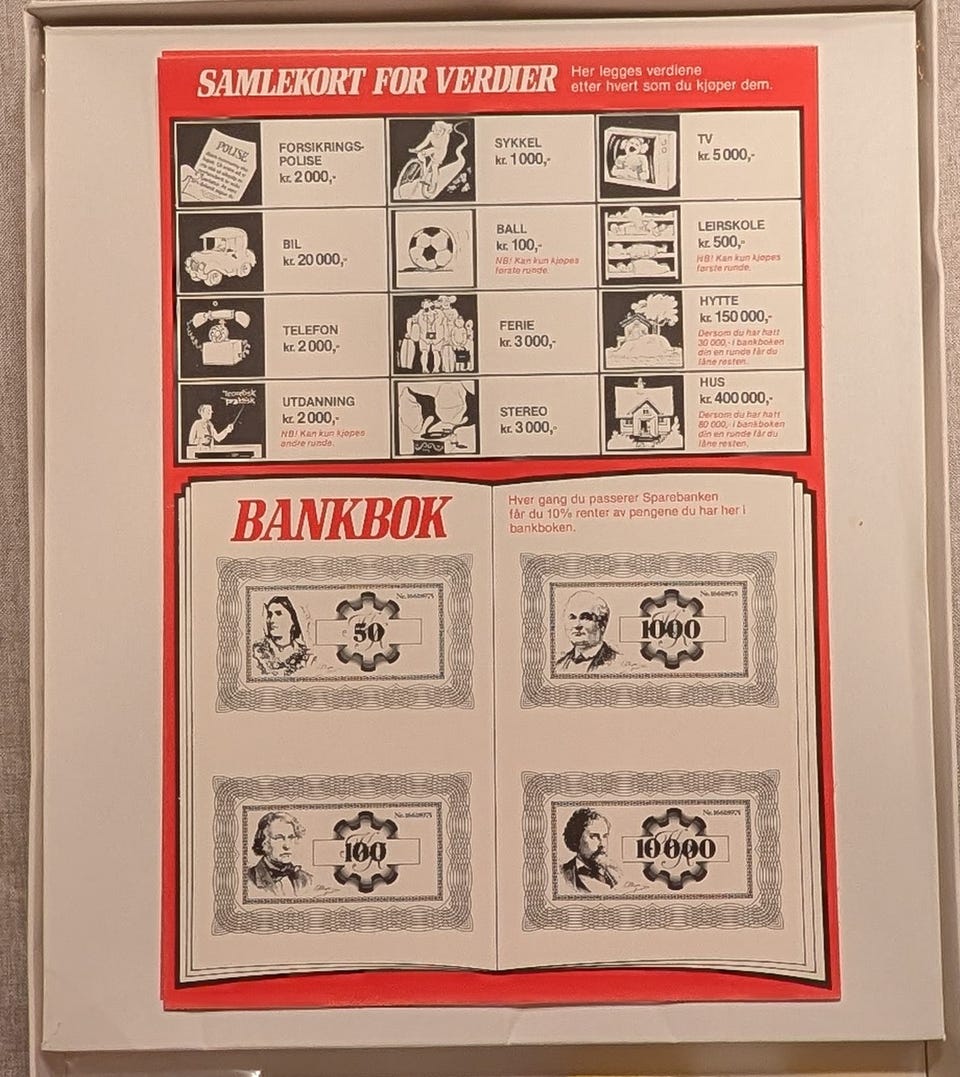 SAMLEKORT FOR VERDIER
Her legges verdiene
etter hvert som du kjøper dem.
POLISE
FORSIKRINGS-
POLISE
kr. 2 000,-
SYKKEL
kr. 1 000,-
TV
kr. 5 000,-
BIL
kr. 20 000,-
BALL
kr. 100,-
NB! Kan kun kjøpes
første runde.
LEIRSKOLE
kr. 500,-
NB! Kan kun kjøpes
første runde.
TELEFON
kr. 2 000,-
FERIE
kr. 3 000,-
HYTTE
kr. 150 000,-
Dersom du har hatt
30 000,- i bankboken
din en runde får du
låne resten.
Teoretisk
praktisk
UTDANNING
kr. 2 000,-
NB! Kan kun kjøpes
andre runde.
STEREO
kr. 3 000,-
HUS
kr. 400 000,-
Dersom du har hatt
80 000,- i bankboken
din en runde får du
låne resten.
BANKBOK
Hver gang du passerer Sparebanken
får du 10% renter av pengene du har her i
bankboken.
50
1000
100
10000